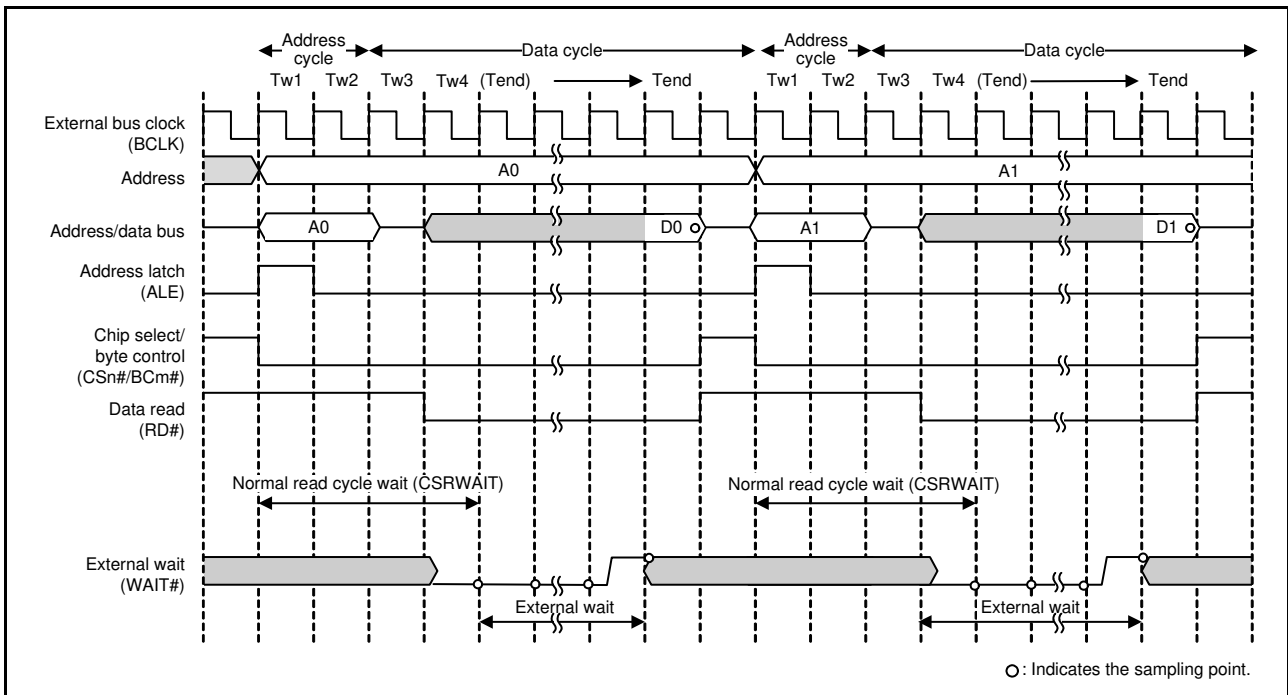 Address cycle
Data cycle
Address cycle
Data cycle
Tw1 Tw2 Tw3 Tw4 (Tend) Tend Tw1 Tw2 Tw3 Tw4 (Tend) Tend
External bus clock
(BCLK)
Address
A0 A1
Address/data bus
A0 D0 A1 D1
Address latch
(ALE)
Chip select/
byte control
(CSn#/BCm#)
Data read
(RD#)
Normal read cycle wait (CSRWAIT) Normal read cycle wait (CSRWAIT)
External wait
(WAIT#)
External wait External wait
: Indicates the sampling point.